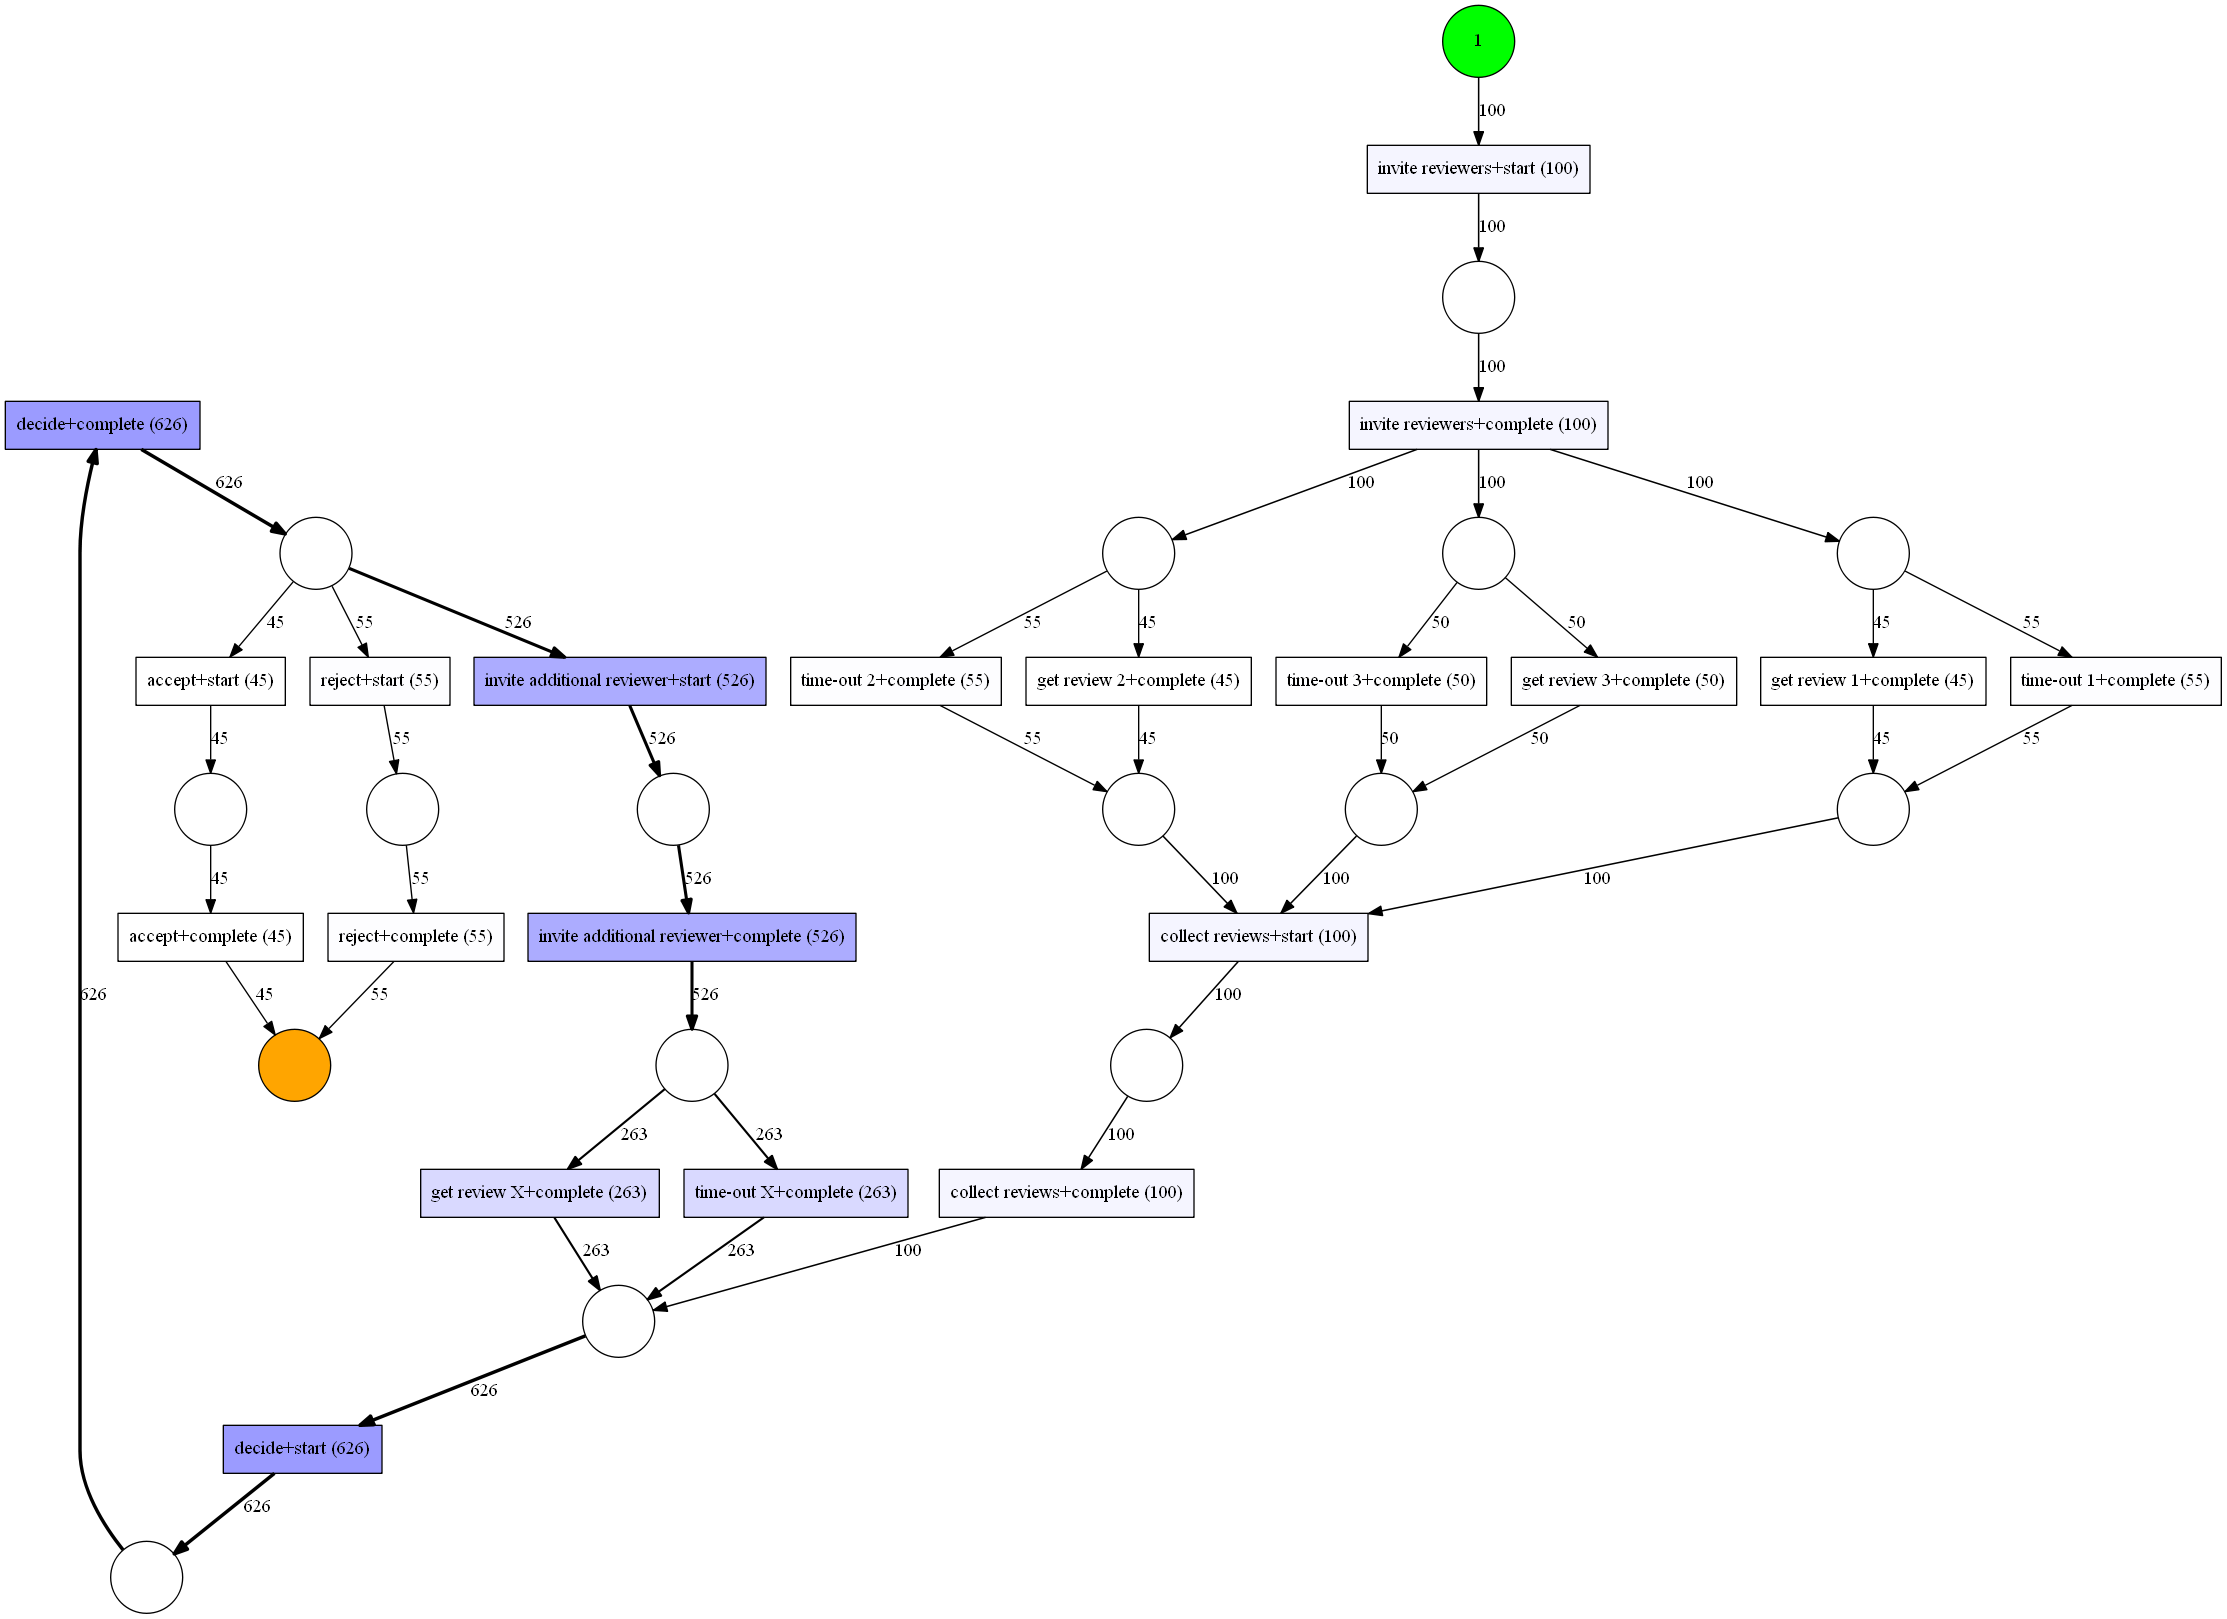 1
100
invite reviewers+start (100)
100
100
decide+complete (626)
invite reviewers+complete (100)
626
100
100
100
45
55
526
55
45
50
50
45
55
accept+start (45)
reject+start (55)
invite additional reviewer+start (526)
time-out 2+complete (55)
get review 2+complete (45)
time-out 3+complete (50)
get review 3+complete (50)
get review 1+complete (45)
time-out 1+complete (55)
45
55
526
55
45
50
50
45
55
45
55
526
100
100
100
accept+complete (45)
reject+complete (55)
invite additional reviewer+complete (526)
collect reviews+start (100)
626
45
55
526
100
263
263
100
get review X+complete (263)
time-out X+complete (263)
collect reviews+complete (100)
263
263
100
626
decide+start (626)
626